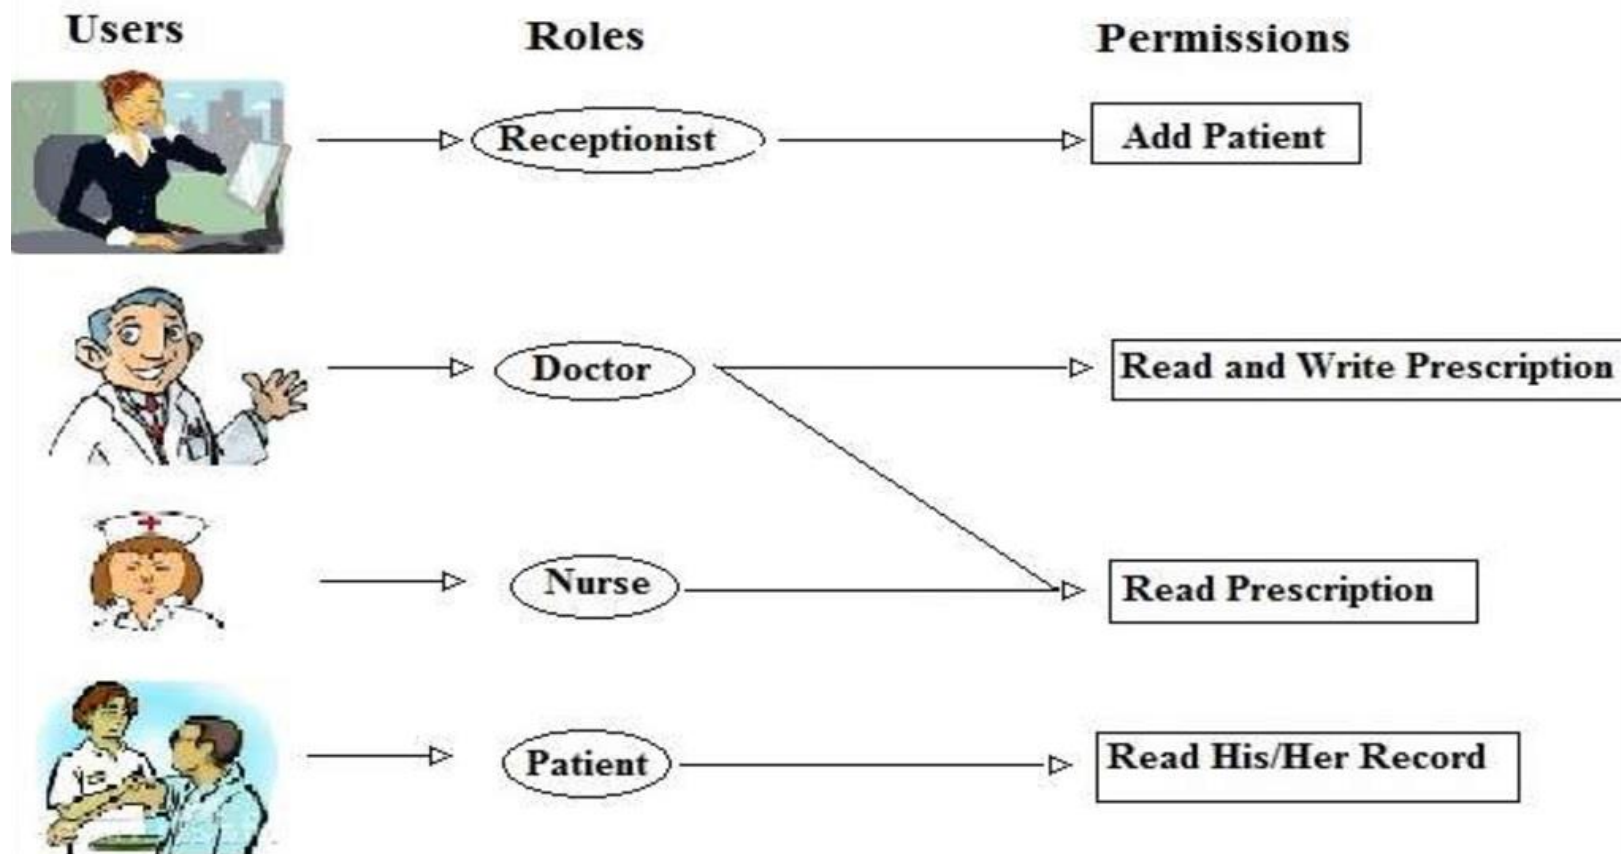 Users Roles Permissions
Receptionist Add Patient
Doctor Read and Write Prescription
Nurse Read Prescription
Patient Read His/Her Record